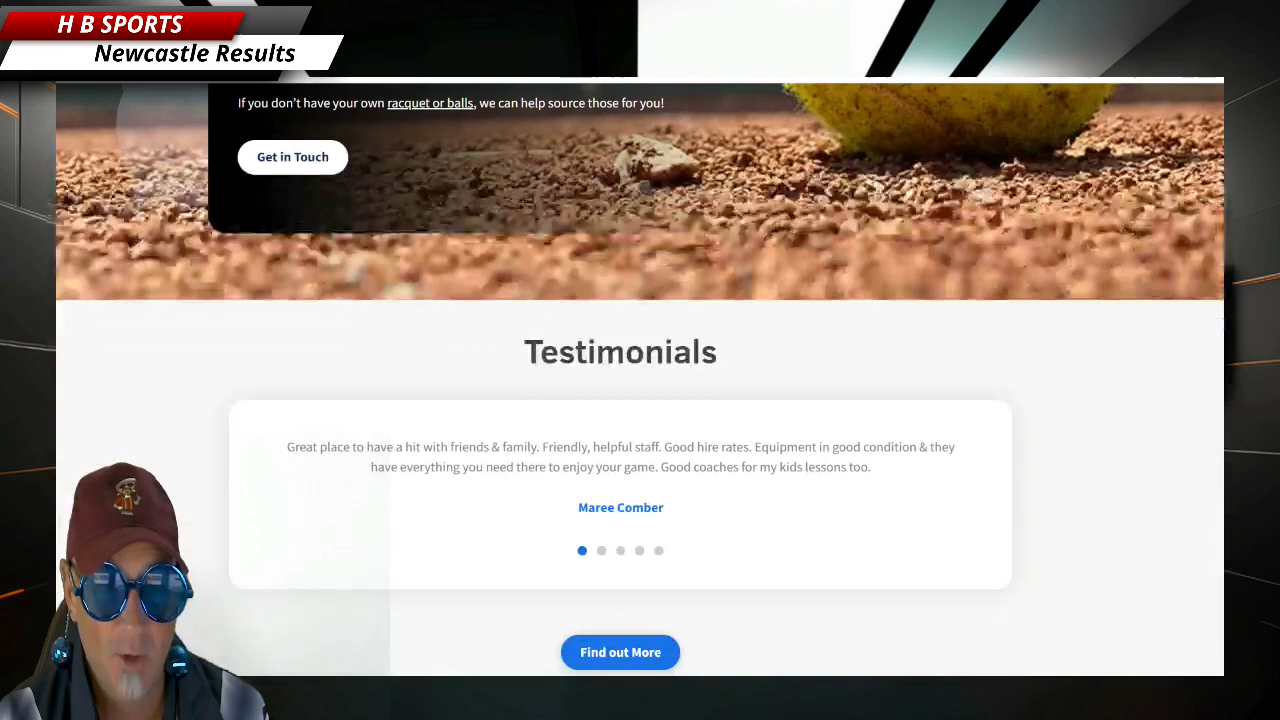 H B SPORTS
Newcastle Results
If you don’t have your own racquet or balls, we can help source those for you!
Get in Touch
Testimonials
Great place to have a hit with friends & family. Friendly, helpful staff. Good hire rates. Equipment in good condition & they
have everything you need there to enjoy your game. Good coaches for my kids lessons too.
Maree Comber
Find out More